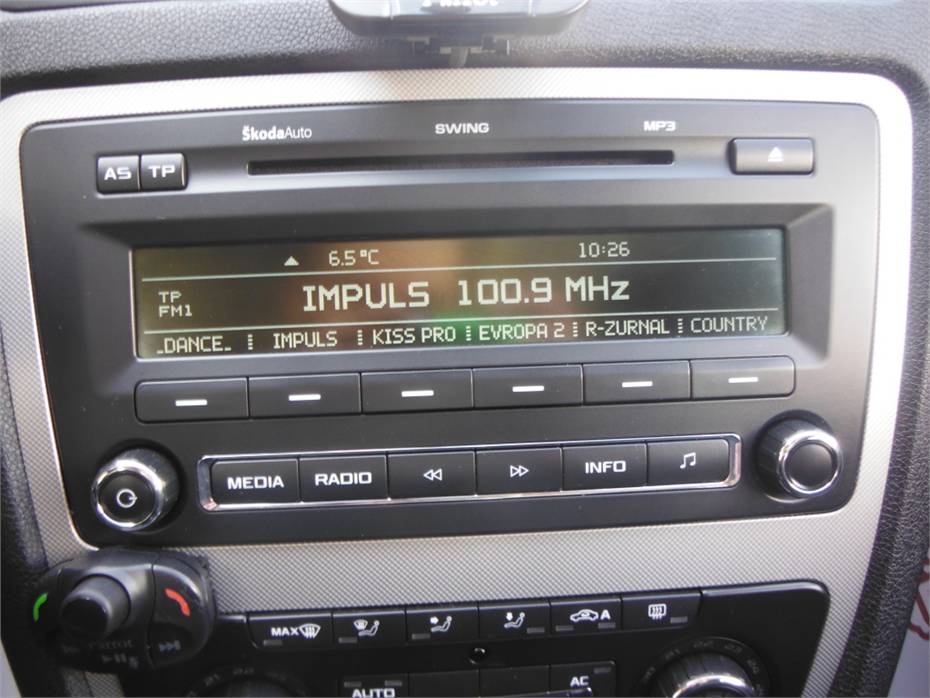 ŠkodaAuto SWING MP3
AS TP
6.5°C 10:26
TP
FM1
IMPULS 100.9 MHz
_DANCE_ IMPULS KISS PRO EVROPA 2 R-ZURNAL COUNTRY
MEDIA RADIO INFO
MAX A
AUTO AC